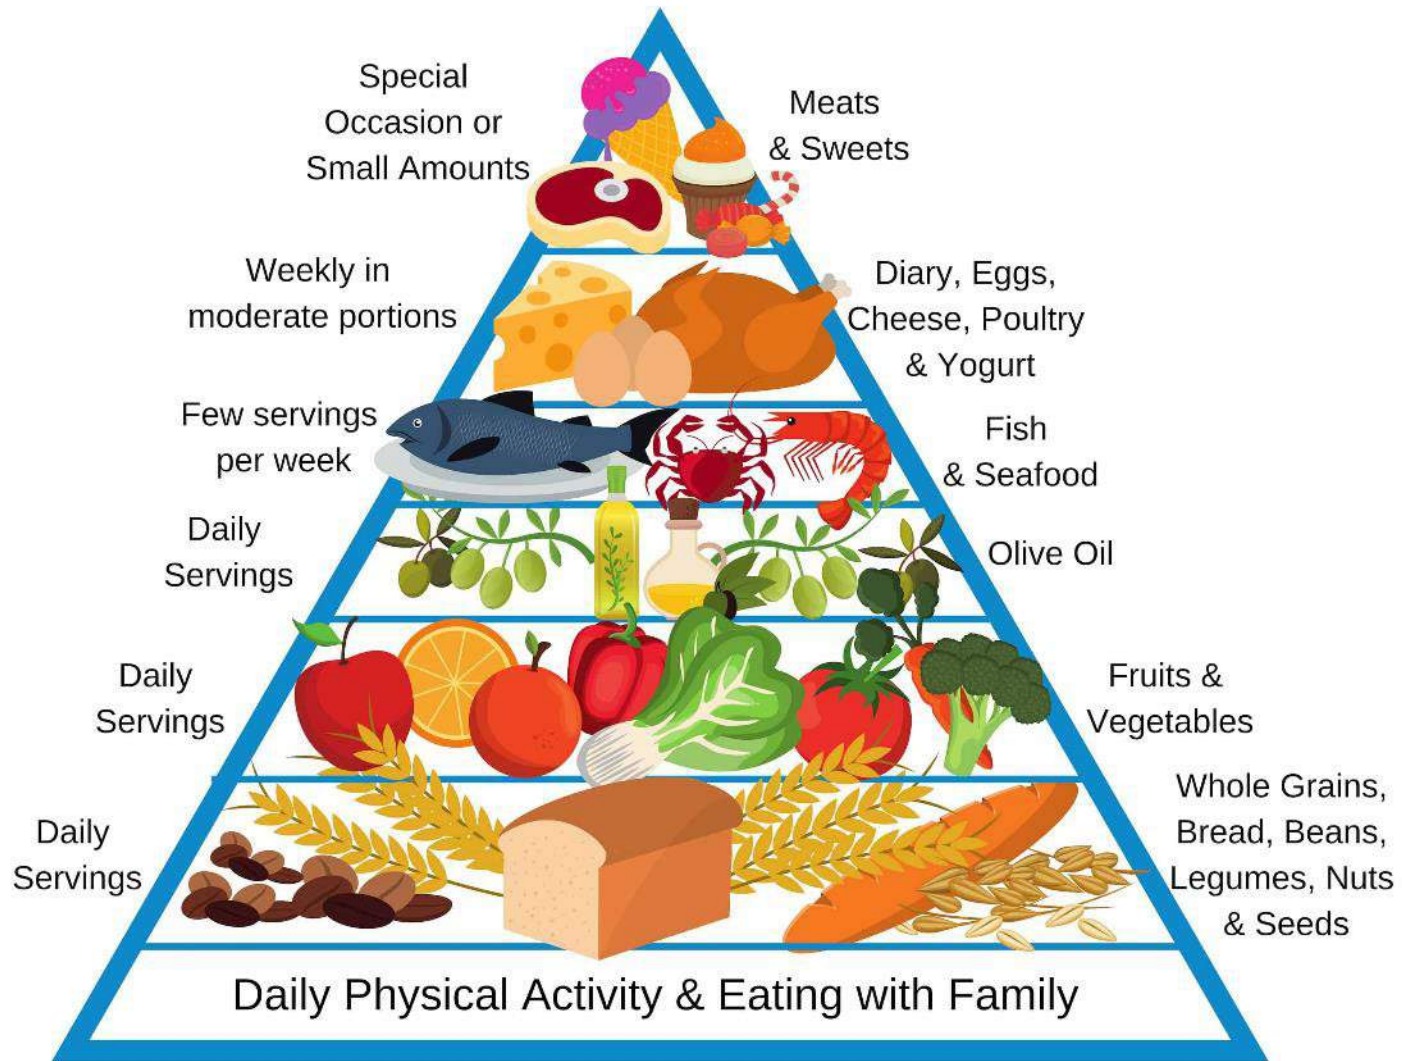 Special
Occasion or
Small Amounts
Meats
& Sweets
Weekly in
moderate portions
Diary, Eggs,
Cheese, Poultry
& Yogurt
Few servings
per week
Fish
& Seafood
Daily
Servings
Olive Oil
Daily
Servings
Fruits &
Vegetables
Daily
Servings
Whole Grains,
Bread, Beans,
Legumes, Nuts
& Seeds
Daily Physical Activity & Eating with Family